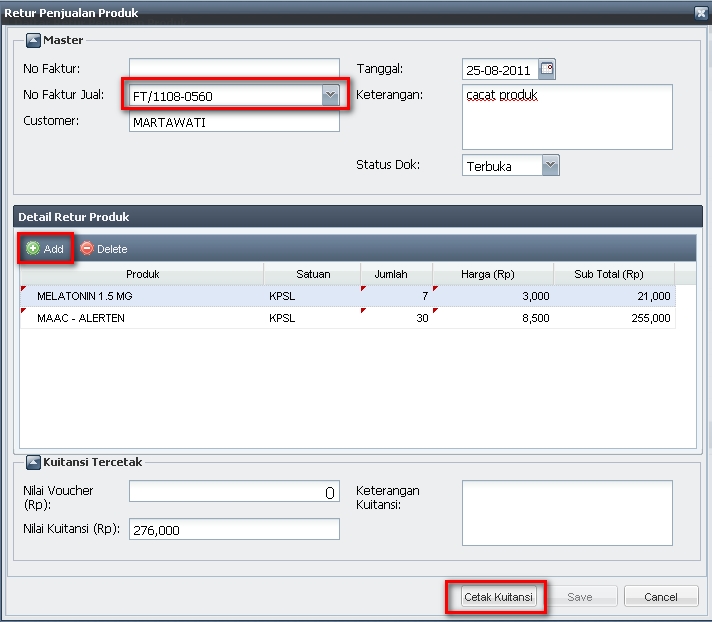 Retur Penjualan Produk
Master
No Faktur:
Tanggal: 25-08-2011
No Faktur Jual: FT/1108-0560
Keterangan: cacat produk
Customer: MARTAWATI
Status Dok: Terbuka
Detail Retur Produk
Add Delete
Produk Satuan Jumlah Harga (Rp) Sub Total (Rp)
MELATONIN 1.5 MG KPSL 7 3,000 21,000
MAAC - ALERTEN KPSL 30 8,500 255,000
Kuitansi Tercetak
Nilai Voucher (Rp): 0
Keterangan Kuitansi:
Nilai Kuitansi (Rp): 276,000
Cetak Kuitansi Save Cancel